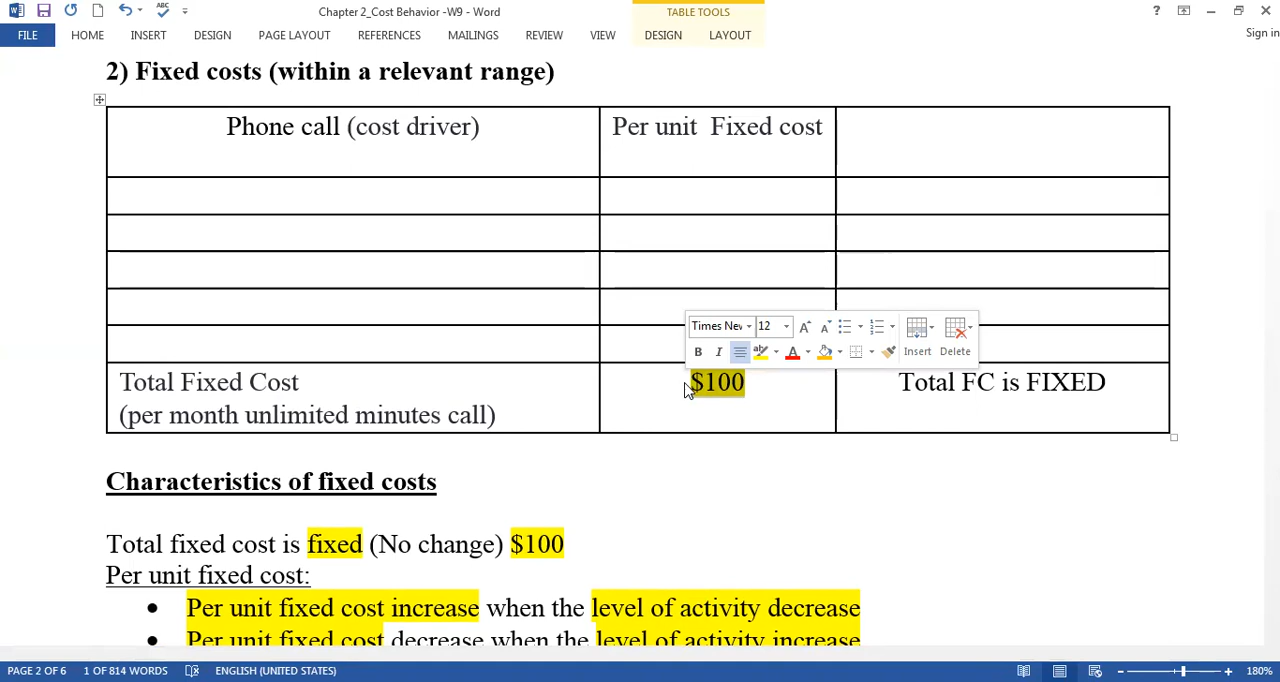 Chapter 2_Cost Behavior -W9 - Word
TABLE TOOLS
?
Sign in
FILE HOME INSERT DESIGN PAGE LAYOUT REFERENCES MAILINGS REVIEW VIEW DESIGN LAYOUT
2) Fixed costs (within a relevant range)
Phone call (cost driver) Per unit Fixed cost
Times Nev 12
B I Insert Delete
Total Fixed Cost $100 Total FC is FIXED
(per month unlimited minutes call)
Characteristics of fixed costs
Total fixed cost is fixed (No change) $100
Per unit fixed cost:
• Per unit fixed cost increase when the level of activity decrease
• Per unit fixed cost decrease when the level of activity increase
PAGE 2 OF 6 1 OF 814 WORDS ENGLISH (UNITED STATES) 180%